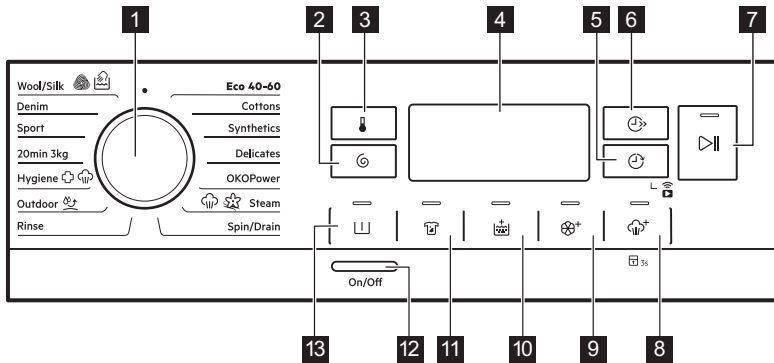 1
2
3
4
5
6
7
Wool/Silk
Denim
Sport
20min 3kg
Hygiene
Outdoor
Rinse
Eco 40-60
Cottons
Synthetics
Delicates
OKOPower
Steam
Spin/Drain
3s
On/Off
13
12
11
10
9
8